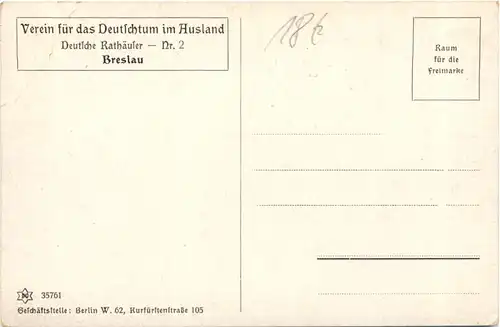 Verein für das Deutſchtum im Ausland
Deutſche Rathäuſer — Nr. 2
Breslau
18
Raum
für die
Freimarke
35761
Geſchäftsſtelle: Berlin W. 62, Kurfürſtenſtraße 105